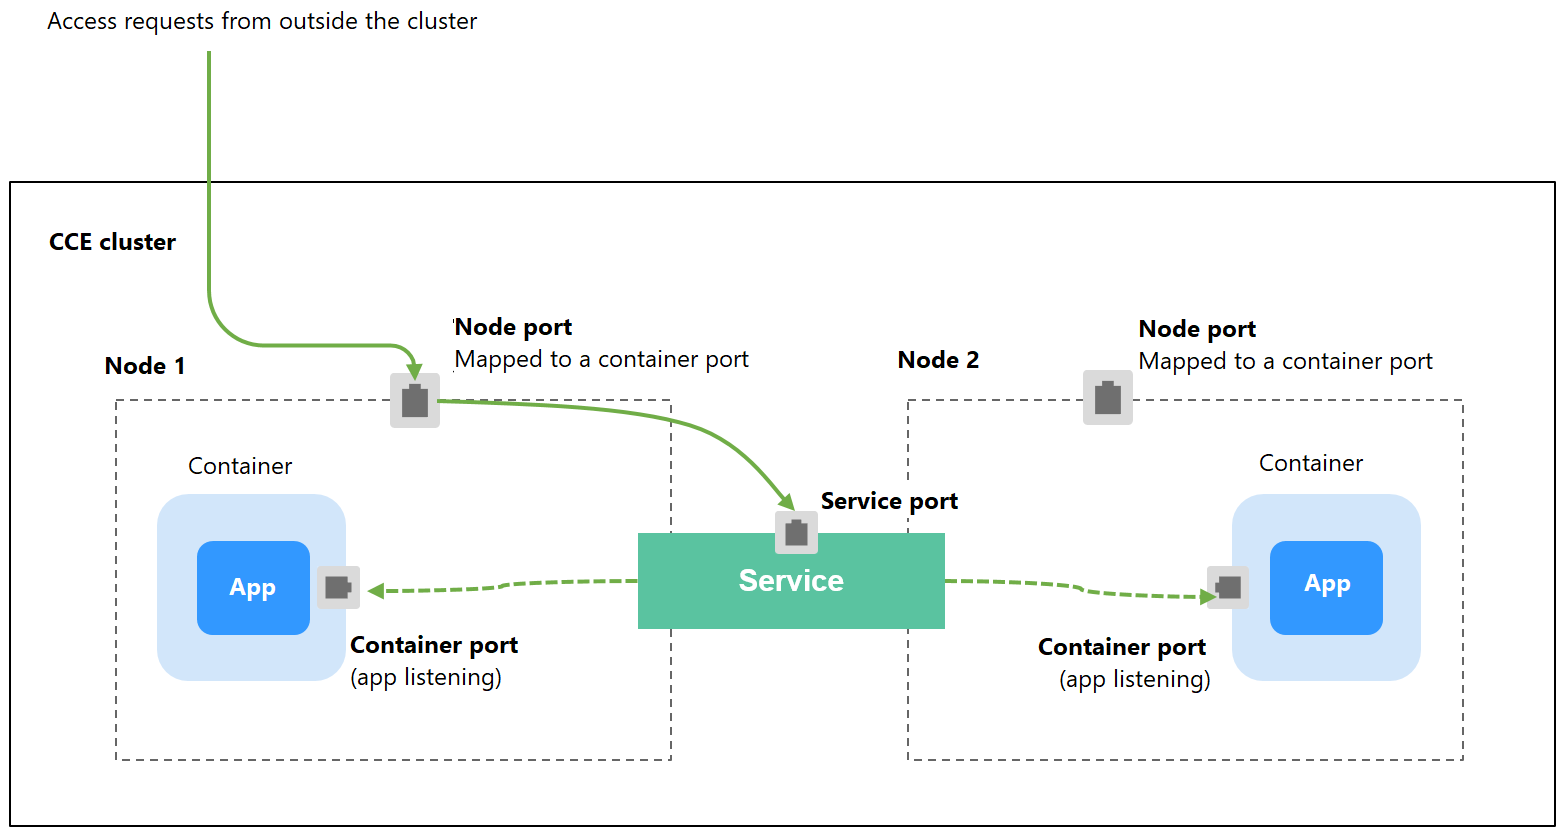 Access requests from outside the cluster
CCE cluster
Node port
Mapped to a container port
Node 1
Node port
Mapped to a container port
Node 2
Container
App
Container port
(app listening)
Service port
Service
Container
App
Container port
(app listening)